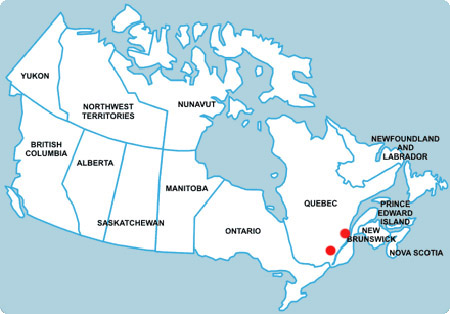 YUKON
NORTHWEST
TERRITORIES
NUNAVUT
BRITISH
COLUMBIA
ALBERTA
SASKATCHEWAN
MANITOBA
ONTARIO
QUEBEC
NEWFOUNDLAND
AND
LABRADOR
PRINCE
EDWARD
ISLAND
NEW
BRUNSWICK
NOVA SCOTIA